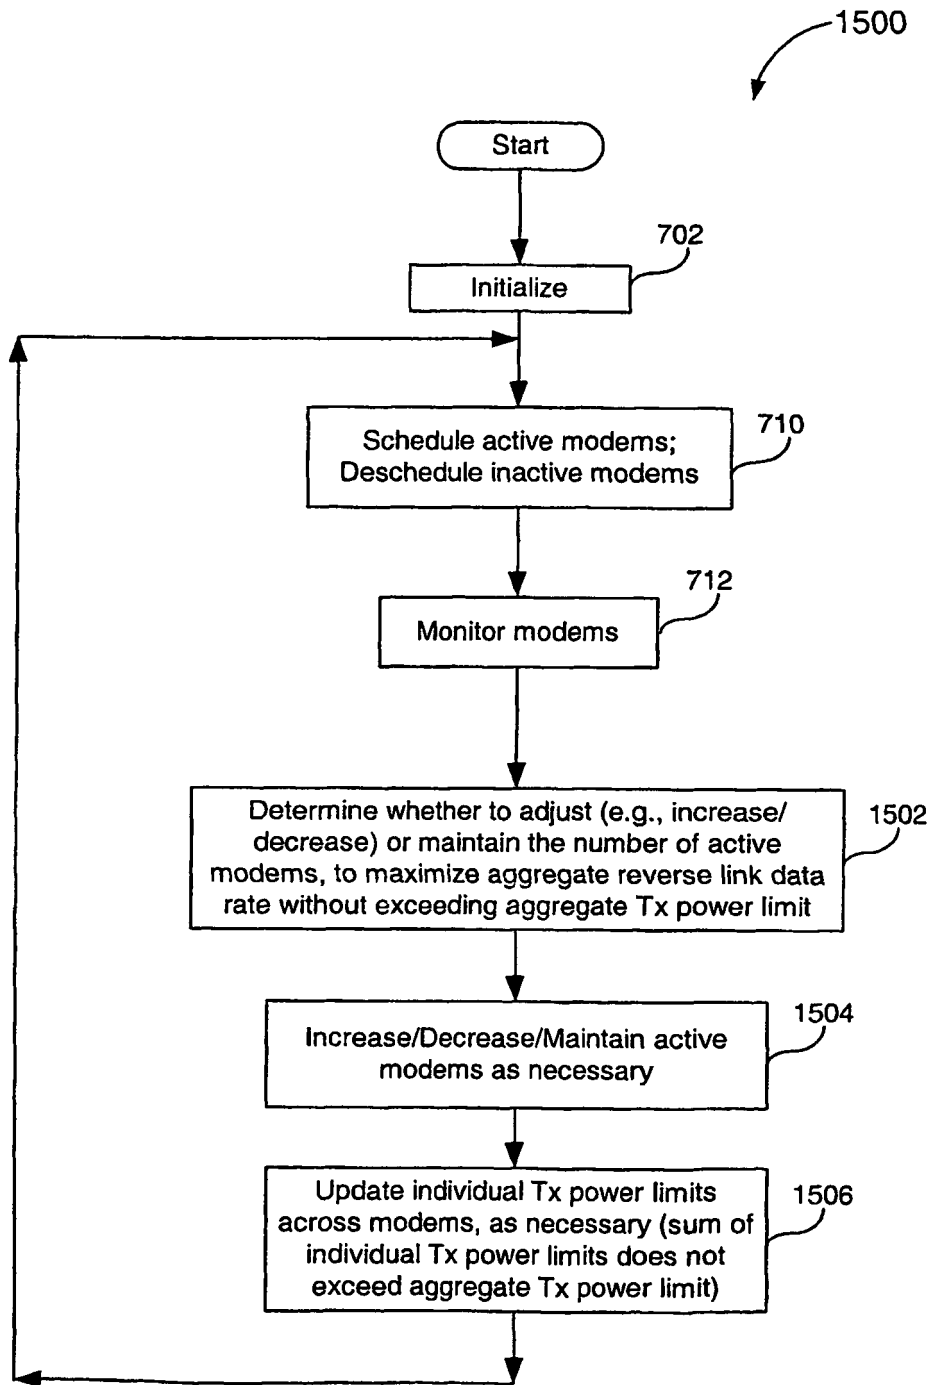 1500
Start
702
Initialize
710
Schedule active modems;
Deschedule inactive modems
712
Monitor modems
1502
Determine whether to adjust (e.g., increase/
decrease) or maintain the number of active
modems, to maximize aggregate reverse link data
rate without exceeding aggregate Tx power limit
1504
Increase/Decrease/Maintain active
modems as necessary
1506
Update individual Tx power limits
across modems, as necessary (sum of
individual Tx power limits does not
exceed aggregate Tx power limit)